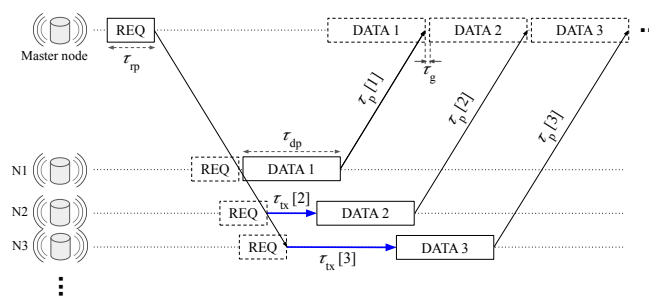 REQ DATA 1 DATA 2 DATA 3 ...
Master node
τrp τg
τp[1] τp[2] τp[3]
τdp
N1 REQ DATA 1
τtx[2]
N2 REQ DATA 2
N3 REQ DATA 3
τtx[3]